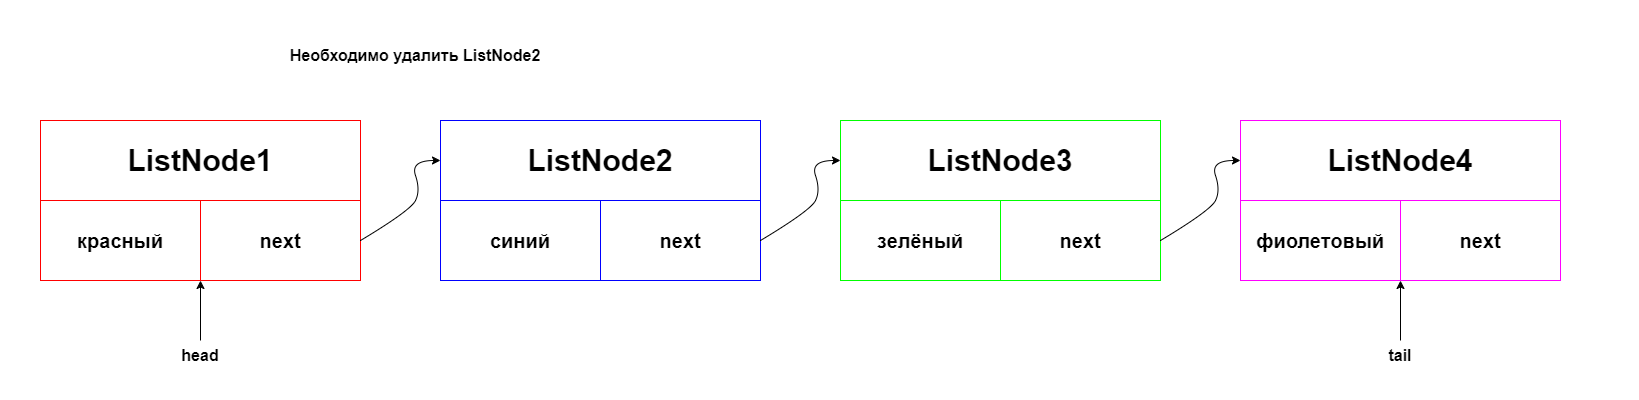 Необходимо удалить ListNode2
ListNode1
ListNode2
ListNode3
ListNode4
красный
next
синий
next
зелёный
next
фиолетовый
next
head
tail